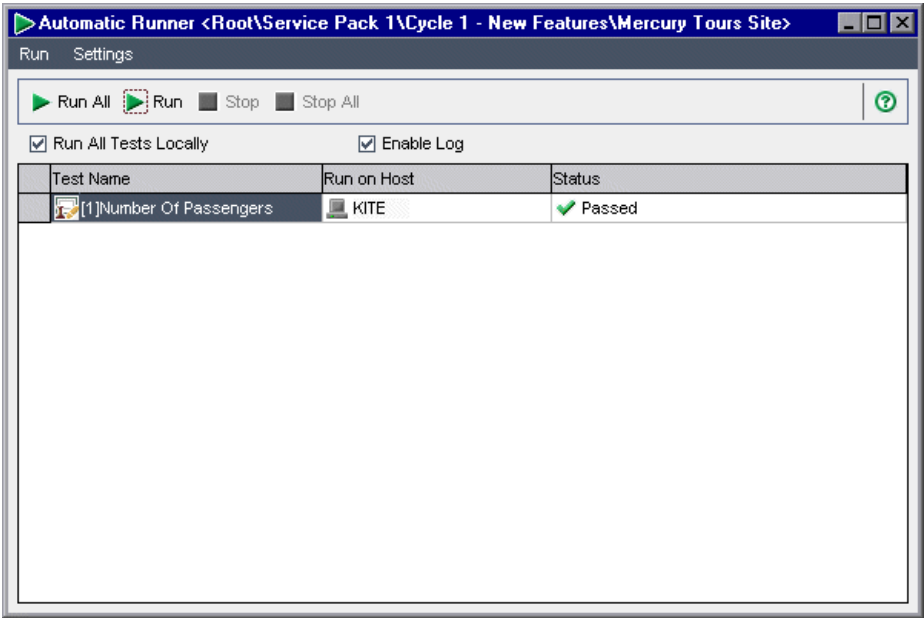 Automatic Runner <Root\Service Pack 1\Cycle 1 - New Features\Mercury Tours Site>
Run Settings
Run All Run Stop Stop All
Run All Tests Locally Enable Log
Test Name Run on Host Status
[1]Number Of Passengers KITE Passed